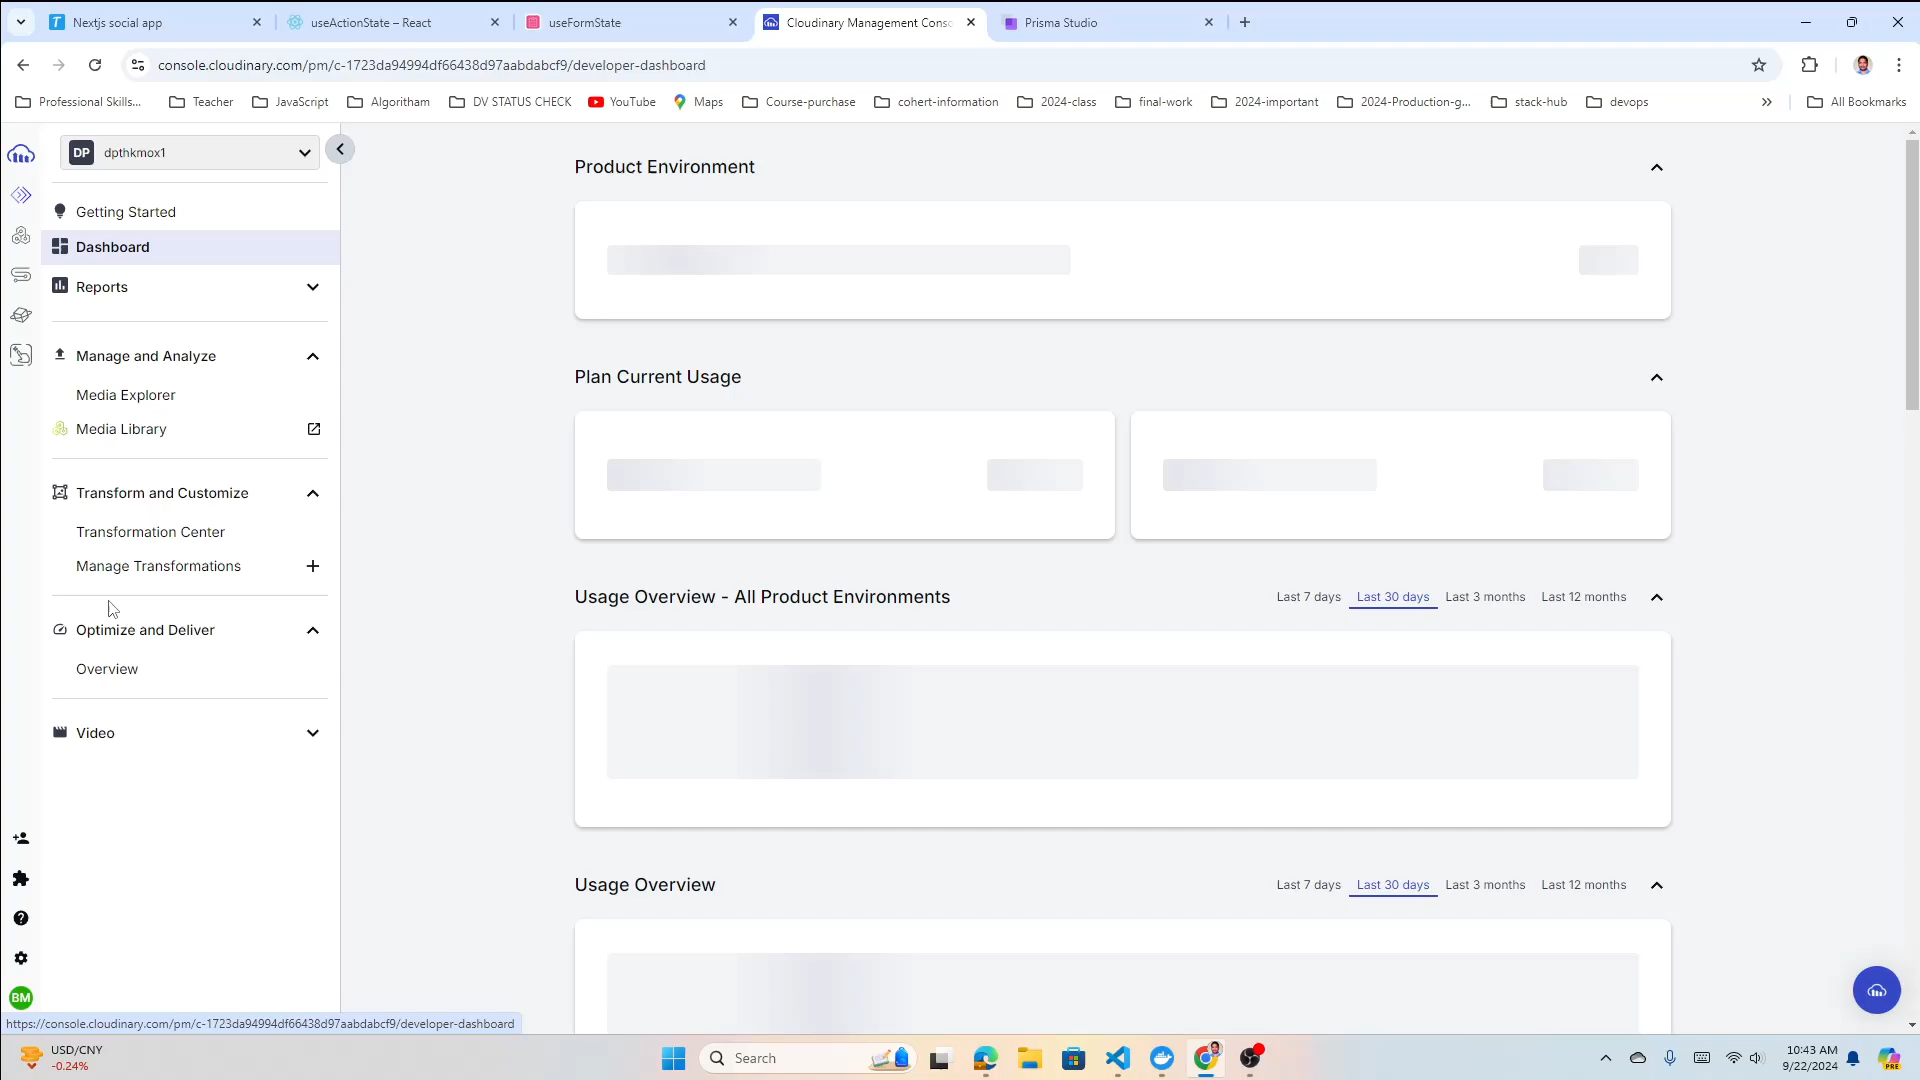 Nextjs social app
useActionState – React
useFormState
Cloudinary Management Conso
Prisma Studio
console.cloudinary.com/pm/c-1723da94994df66438d97aabdabcf9/developer-dashboard
Professional Skills...
Teacher
JavaScript
Algoritham
DV STATUS CHECK
YouTube
Maps
Course-purchase
cohert-information
2024-class
final-work
2024-important
2024-Production-g...
stack-hub
devops
All Bookmarks
DP dpthkmox1
Getting Started
Dashboard
Reports
Manage and Analyze
Media Explorer
Media Library
Transform and Customize
Transformation Center
Manage Transformations
Optimize and Deliver
Overview
Video
BM
Product Environment
Plan Current Usage
Usage Overview - All Product Environments
Last 7 days Last 30 days Last 3 months Last 12 months
Usage Overview
Last 7 days Last 30 days Last 3 months Last 12 months
https://console.cloudinary.com/pm/c-1723da94994df66438d97aabdabcf9/developer-dashboard
USD/CNY
-0.24%
Search
10:43 AM
9/22/2024
PRE